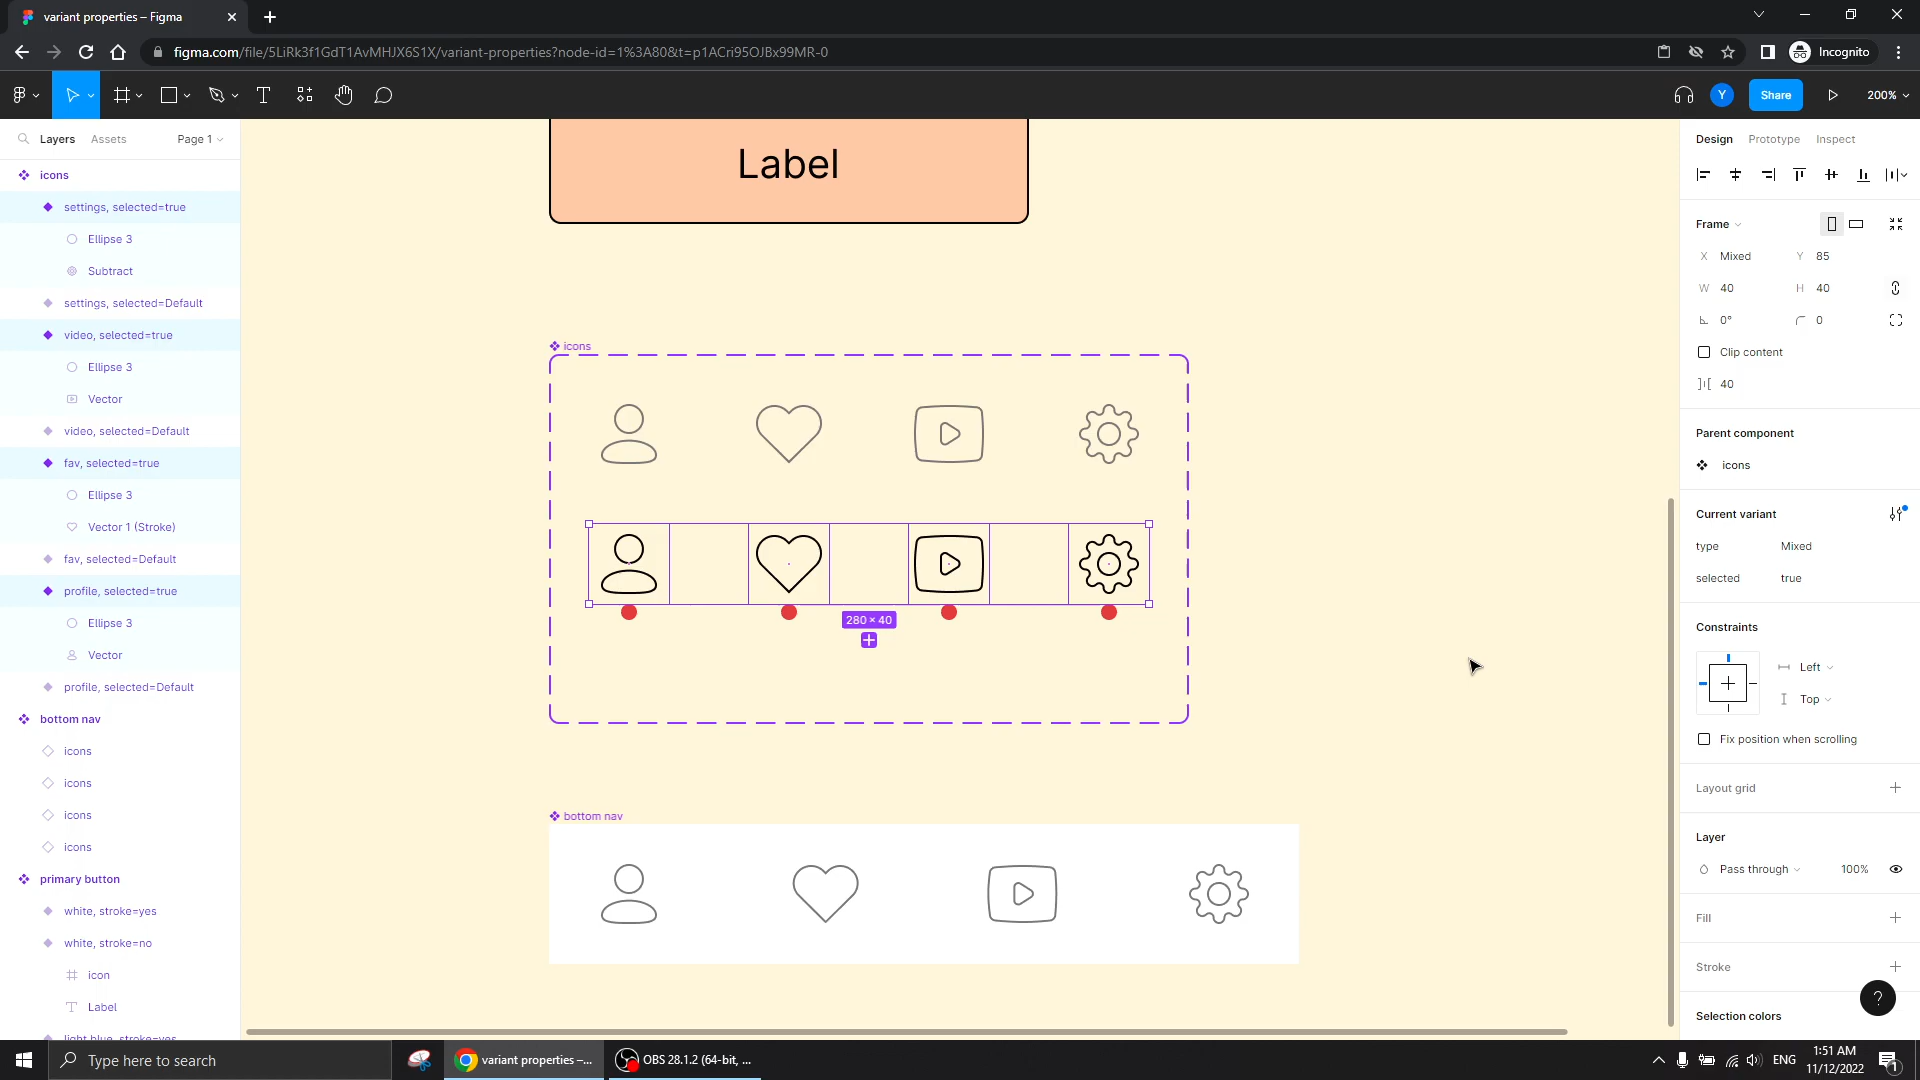 variant properties – Figma
figma.com/file/5LiRk3f1GdT1AvMHJX6S1X/variant-properties?node-id=1%3A80&t=p1ACri95OJBx99MR-0
Incognito
Y
Share
200%
Layers
Assets
Page 1
icons
settings, selected=true
Ellipse 3
Subtract
settings, selected=Default
video, selected=true
Ellipse 3
Vector
video, selected=Default
fav, selected=true
Ellipse 3
Vector 1 (Stroke)
fav, selected=Default
profile, selected=true
Ellipse 3
Vector
profile, selected=Default
bottom nav
icons
icons
icons
icons
primary button
white, stroke=yes
white, stroke=no
icon
Label
light blue, stroke=yes
Label
icons
280 × 40
bottom nav
Design
Prototype
Inspect
Frame
X Mixed
Y 85
W 40
H 40
0°
0
Clip content
40
Parent component
icons
Current variant
type
Mixed
selected
true
Constraints
Left
Top
Fix position when scrolling
Layout grid
Layer
Pass through
100%
Fill
Stroke
?
Selection colors
Type here to search
variant properties –...
OBS 28.1.2 (64-bit, ...
ENG
1:51 AM
11/12/2022
1